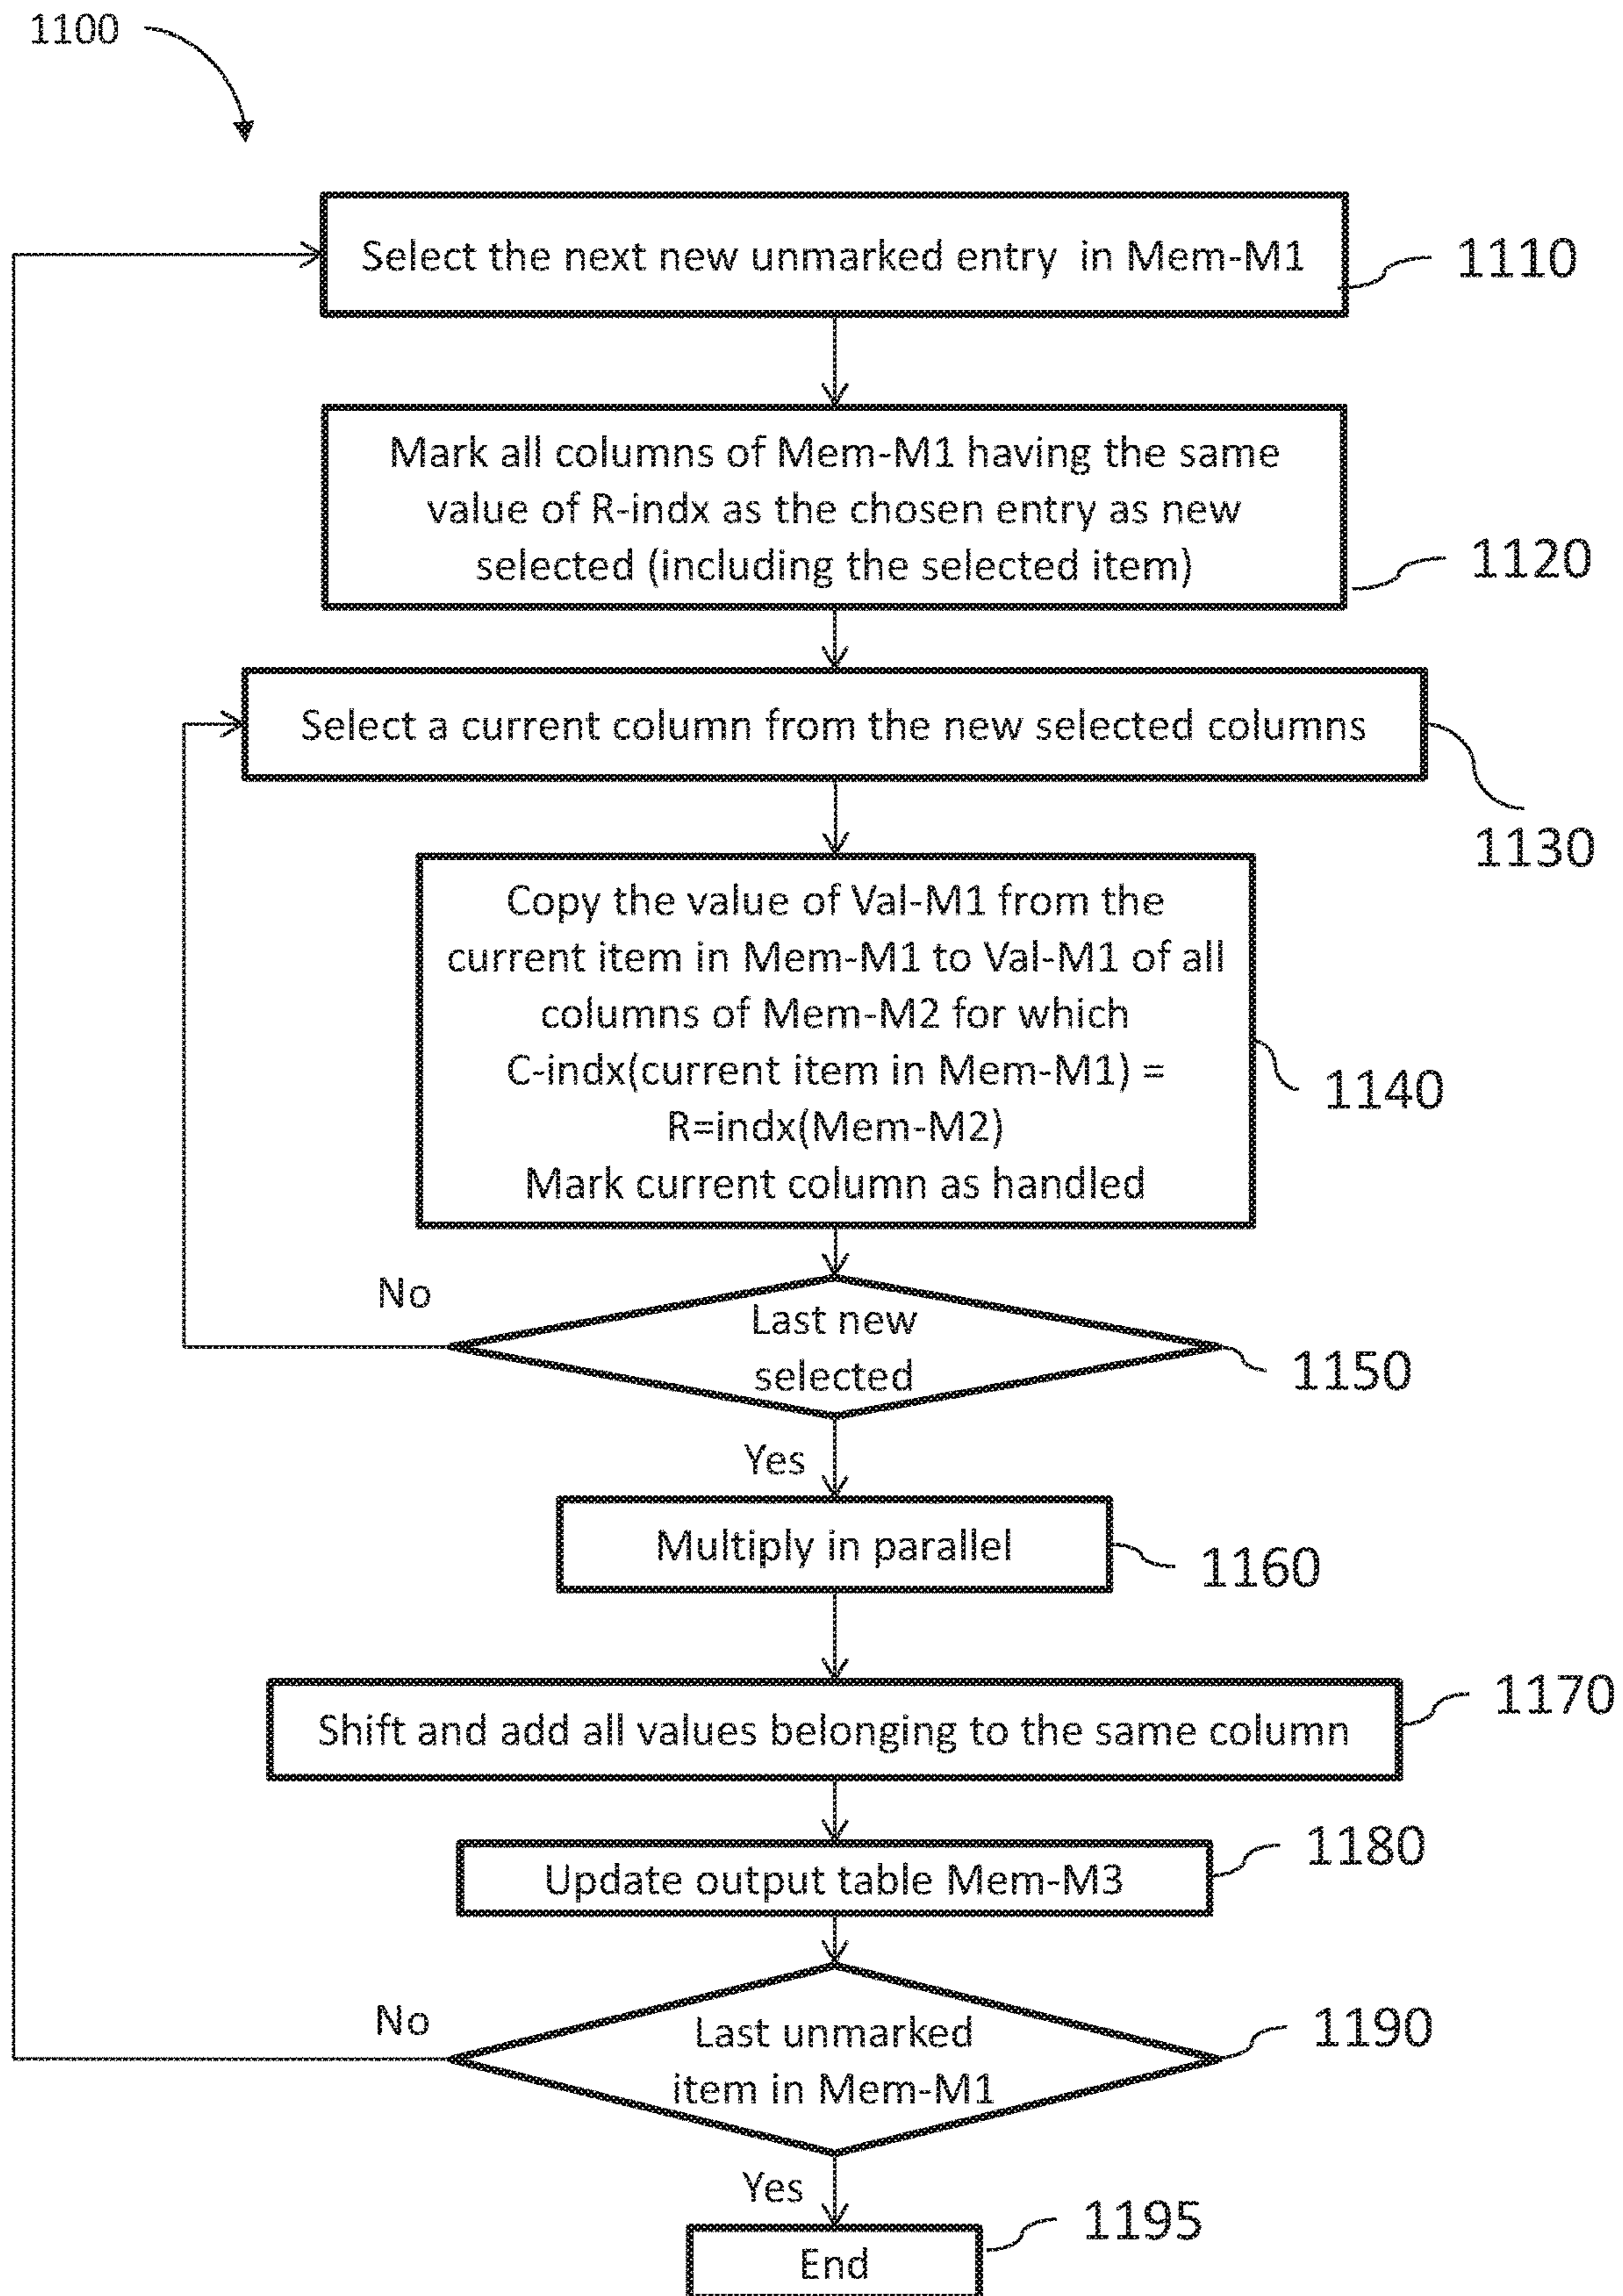 1100
Select the next new unmarked entry in Mem-M1
1110
Mark all columns of Mem-M1 having the same
value of R-indx as the chosen entry as new
selected (including the selected item)
1120
Select a current column from the new selected columns
1130
Copy the value of Val-M1 from the
current item in Mem-M1 to Val-M1 of all
columns of Mem-M2 for which
C-indx(current item in Mem-M1) =
R=indx(Mem-M2)
Mark current column as handled
1140
No
Last new
selected
1150
Yes
Multiply in parallel
1160
Shift and add all values belonging to the same column
1170
Update output table Mem-M3
1180
No
Last unmarked
item in Mem-M1
1190
Yes
End
1195